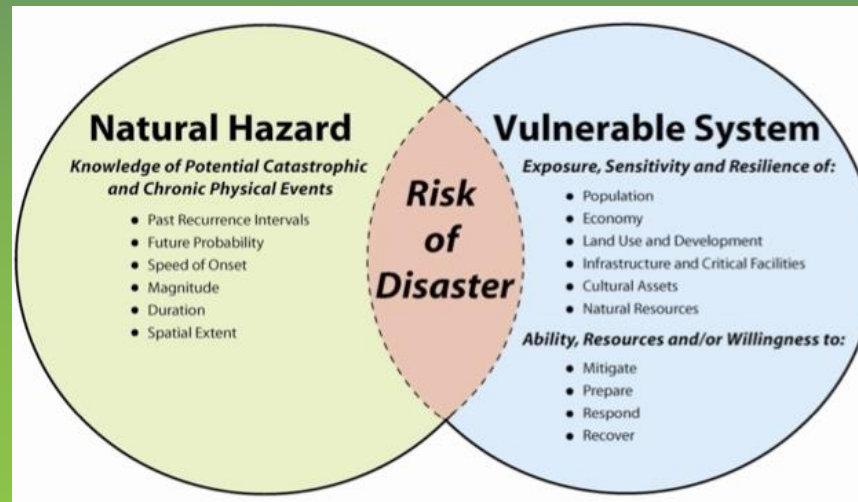 Natural Hazard
Knowledge of Potential Catastrophic
and Chronic Physical Events
• Past Recurrence Intervals
• Future Probability
• Speed of Onset
• Magnitude
• Duration
• Spatial Extent
Risk
of
Disaster
Vulnerable System
Exposure, Sensitivity and Resilience of:
• Population
• Economy
• Land Use and Development
• Infrastructure and Critical Facilities
• Cultural Assets
• Natural Resources
Ability, Resources and/or Willingness to:
• Mitigate
• Prepare
• Respond
• Recover